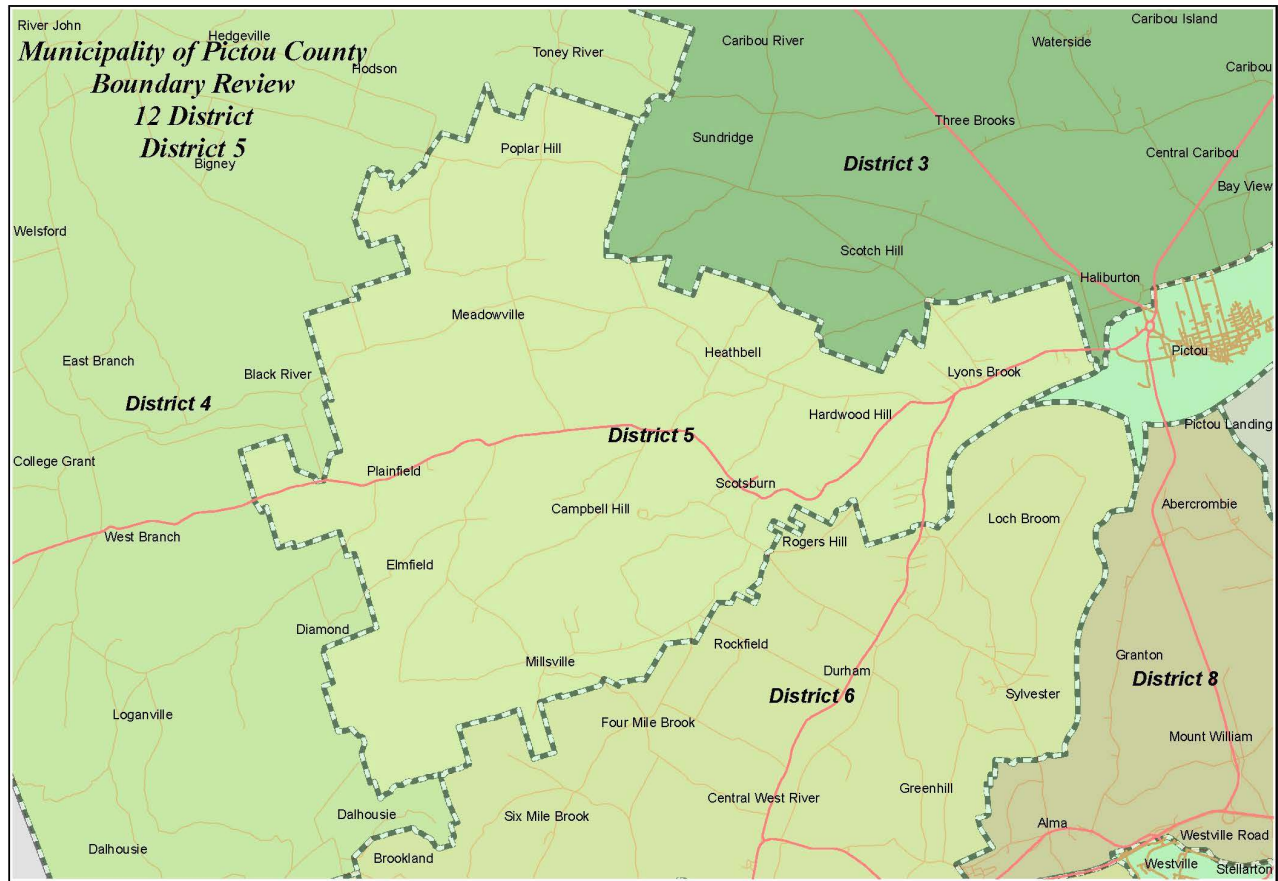 River John
Hedgeville
Caribou Island
Municipality of Pictou County
Toney River
Caribou River
Waterside
Hodson
Caribou
Boundary Review
12 District
Three Brooks
Sundridge
District 5
Poplar Hill
Central Caribou
Bigney
District 3
Bay View
Welsford
Scotch Hill
Haliburton
Meadowville
East Branch
Heathbell
Pictou
Black River
Lyons Brook
District 4
Hardwood Hill
Pictou Landing
District 5
College Grant
Plainfield
Scotsburn
Abercrombie
Campbell Hill
Loch Broom
West Branch
Rogers Hill
Elmfield
Diamond
Rockfield
Granton
Millsville
Durham
District 8
District 6
Sylvester
Loganville
Four Mile Brook
Mount William
Greenhill
Central West River
Dalhousie
Six Mile Brook
Alma
Westville Road
Dalhousie
Brookland
Westville
Stellarton